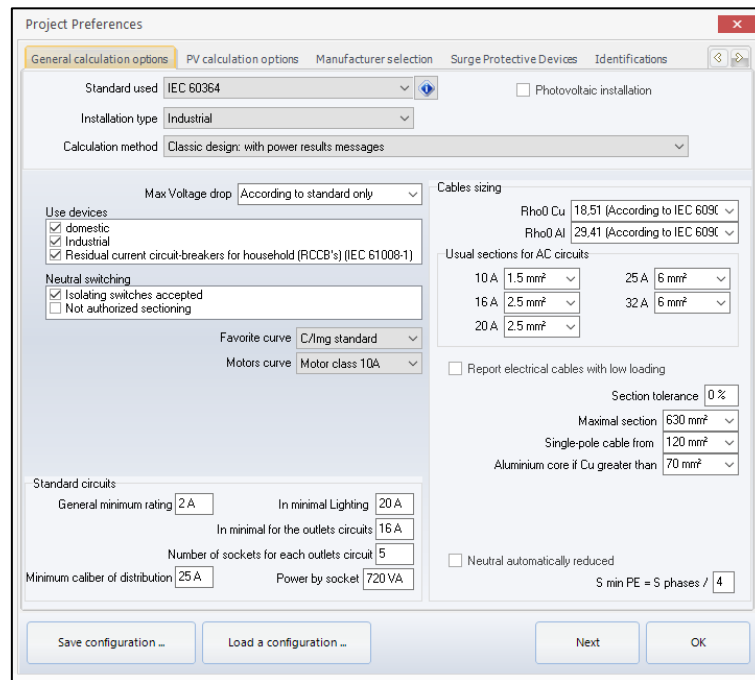 Project Preferences
General calculation options PV calculation options Manufacturer selection Surge Protective Devices Identifications
Standard used IEC 60364 Photovoltaic installation
Installation type Industrial
Calculation method Classic design: with power results messages
Max Voltage drop According to standard only
Use devices
domestic
Industrial
Residual current circuit-breakers for household (RCCB's) (IEC 61008-1)
Neutral switching
Isolating switches accepted
Not authorized sectioning
Favorite curve C/Img standard
Motors curve Motor class 10A
Standard circuits
General minimum rating 2 A In minimal Lighting 20 A
In minimal for the outlets circuits 16 A
Number of sockets for each outlets circuit 5
Minimum caliber of distribution 25 A Power by socket 720 VA
Cables sizing
Rho0 Cu 18,51 (According to IEC 6090
Rho0 Al 29,41 (According to IEC 6090
Usual sections for AC circuits
10 A 1.5 mm² 25 A 6 mm²
16 A 2.5 mm² 32 A 6 mm²
20 A 2.5 mm²
Report electrical cables with low loading
Section tolerance 0 %
Maximal section 630 mm²
Single-pole cable from 120 mm²
Aluminium core if Cu greater than 70 mm²
Neutral automatically reduced
S min PE = S phases / 4
Save configuration ... Load a configuration ... Next OK